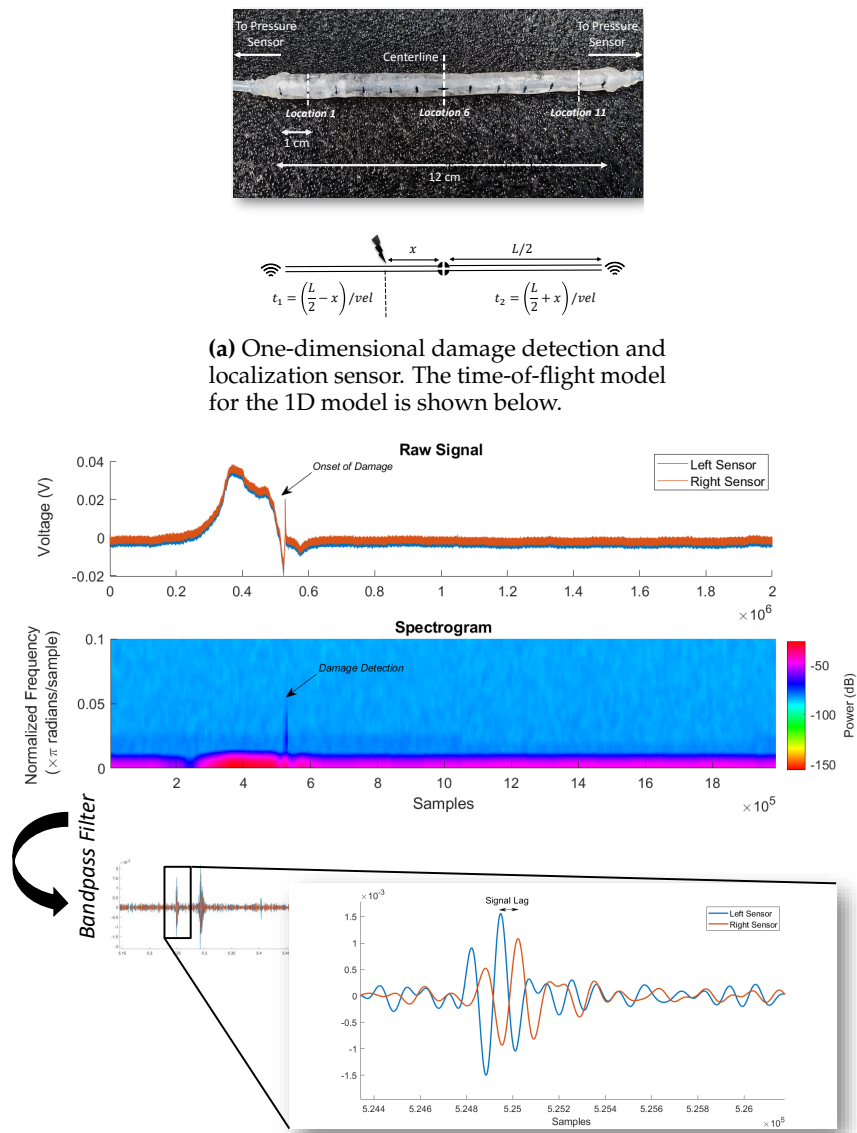 To Pressure
Sensor
To Pressure
Sensor
Centerline
Location 1
Location 6
Location 11
1 cm
12 cm
x
L/2
t₁ = (L/2 − x)/vel
t₂ = (L/2 + x)/vel
(a) One-dimensional damage detection and
localization sensor. The time-of-flight model
for the 1D model is shown below.
Raw Signal
Onset of Damage
Left Sensor
Right Sensor
Voltage (V)
0.04
0.02
0
-0.02
0 0.2 0.4 0.6 0.8 1 1.2 1.4 1.6 1.8 2
× 10⁶
Spectrogram
Damage Detection
Normalized Frequency
(×π radians/sample)
0.1
0.05
0
2 4 6 8 10 12 14 16 18
Samples
× 10⁵
-50
-100
-150
Power (dB)
Bandpass Filter
×10⁻³
Signal Lag
Left Sensor
Right Sensor
1.5
1
0.5
0
-0.5
-1
-1.5
5.244 5.246 5.248 5.249 5.25 5.252 5.254 5.256 5.258 5.26
Samples
× 10⁵